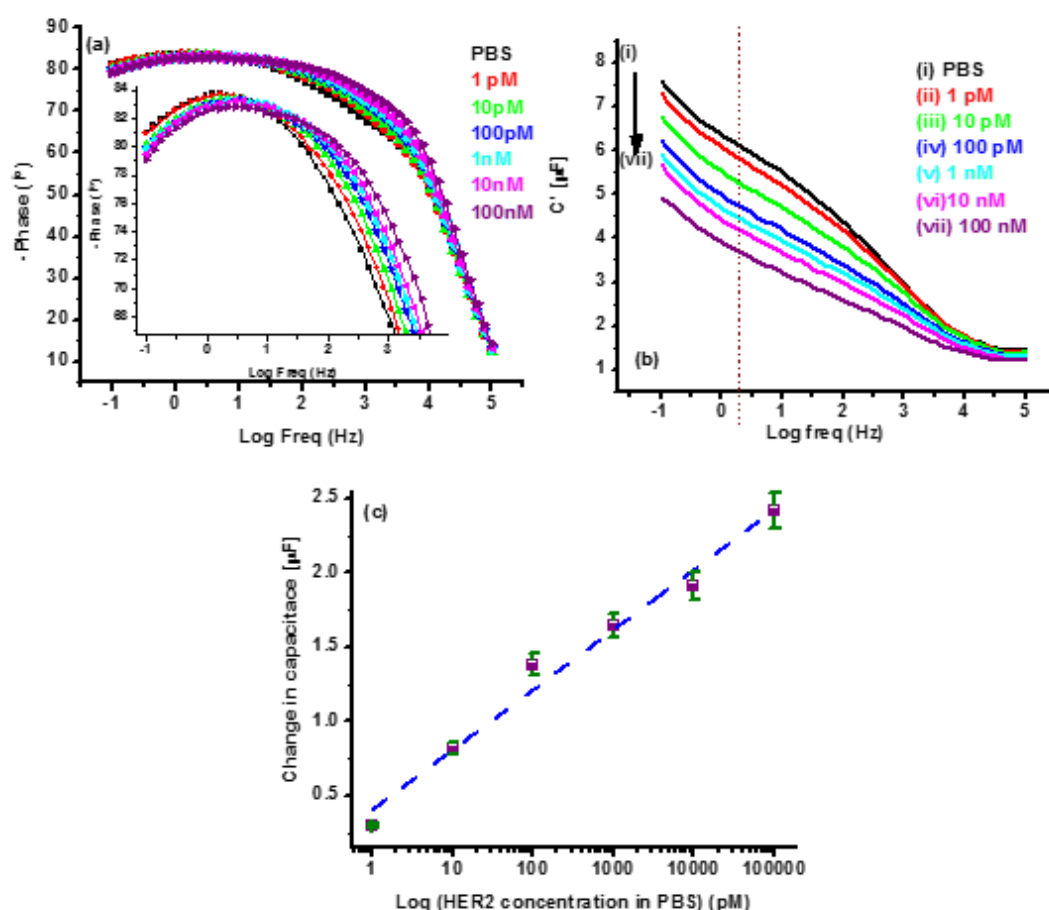 (a)
90
80
70
60
50
40
30
20
10
-1 0 1 2 3 4 5
Log Freq (Hz)
PBS
1 pM
10pM
100pM
1nM
10nM
100nM
84
82
80
78
76
74
72
70
68
-1 0 1 2 3
Log Freq (Hz)
(b)
C' [µF]
8
7
6
5
4
3
2
1
-1 0 1 2 3 4 5
Log freq (Hz)
(i)
(vii)
(i) PBS
(ii) 1 pM
(iii) 10 pM
(iv) 100 pM
(v) 1 nM
(vi)10 nM
(vii) 100 nM
(c)
Change in capacitace [µF]
2.5
2.0
1.5
1.0
0.5
1 10 100 1000 10000 100000
Log (HER2 concentration in PBS) (pM)